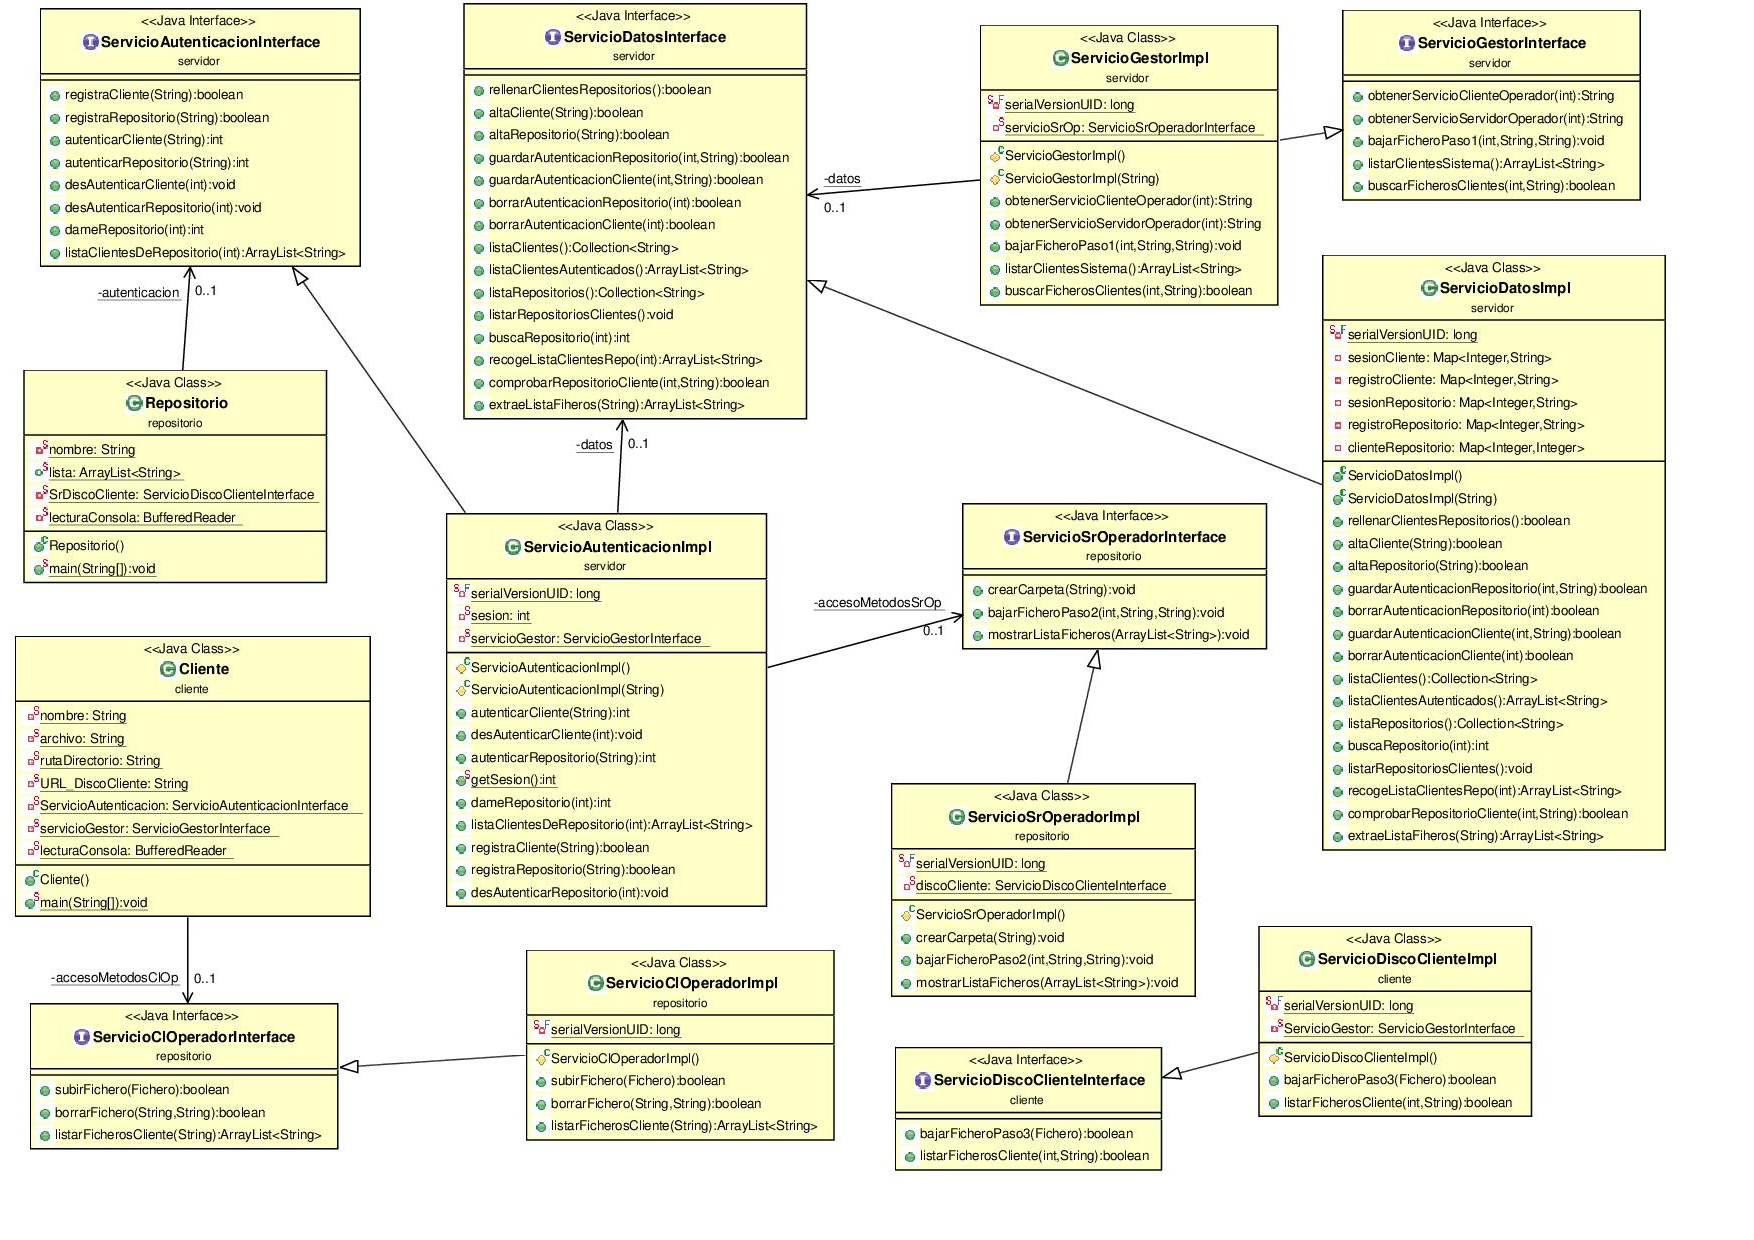 <<Java Interface>>
ServicioAutenticacionInterface
servidor
registraCliente(String):boolean
registraRepositorio(String):boolean
autenticarCliente(String):int
autenticarRepositorio(String):int
desAutenticarCliente(int):void
desAutenticarRepositorio(int):void
dameRepositorio(int):int
listaClientesDeRepositorio(int):ArrayList<String>
<<Java Interface>>
ServicioDatosInterface
servidor
rellenarClientesRepositorios():boolean
altaCliente(String):boolean
altaRepositorio(String):boolean
guardarAutenticacionRepositorio(int,String):boolean
guardarAutenticacionCliente(int,String):boolean
borrarAutenticacionRepositorio(int):boolean
borrarAutenticacionCliente(int):boolean
listaClientes():Collection<String>
listaClientesAutenticados():ArrayList<String>
listaRepositorios():Collection<String>
listarRepositoriosClientes():void
buscaRepositorio(int):int
recogeListaClientesRepo(int):ArrayList<String>
comprobarRepositorioCliente(int,String):boolean
extraeListaFiheros(String):ArrayList<String>
<<Java Class>>
ServicioGestorImpl
servidor
serialVersionUID: long
servicioSrOp: ServicioSrOperadorInterface
ServicioGestorImpl()
ServicioGestorImpl(String)
obtenerServicioClienteOperador(int):String
obtenerServicioServidorOperador(int):String
bajarFicheroPaso1(int,String,String):void
listarClientesSistema():ArrayList<String>
buscarFicherosClientes(int,String):boolean
<<Java Interface>>
ServicioGestorInterface
servidor
obtenerServicioClienteOperador(int):String
obtenerServicioServidorOperador(int):String
bajarFicheroPaso1(int,String,String):void
listarClientesSistema():ArrayList<String>
buscarFicherosClientes(int,String):boolean
-datos
0..1
-autenticacion
0..1
<<Java Class>>
ServicioDatosImpl
servidor
serialVersionUID: long
sesionCliente: Map<Integer,String>
registroCliente: Map<Integer,String>
sesionRepositorio: Map<Integer,String>
registroRepositorio: Map<Integer,String>
clienteRepositorio: Map<Integer,Integer>
ServicioDatosImpl()
ServicioDatosImpl(String)
rellenarClientesRepositorios():boolean
altaCliente(String):boolean
altaRepositorio(String):boolean
guardarAutenticacionRepositorio(int,String):boolean
borrarAutenticacionRepositorio(int):boolean
guardarAutenticacionCliente(int,String):boolean
borrarAutenticacionCliente(int):boolean
listaClientes():Collection<String>
listaClientesAutenticados():ArrayList<String>
listaRepositorios():Collection<String>
buscaRepositorio(int):int
listarRepositoriosClientes():void
recogeListaClientesRepo(int):ArrayList<String>
comprobarRepositorioCliente(int,String):boolean
extraeListaFiheros(String):ArrayList<String>
<<Java Class>>
Repositorio
repositorio
nombre: String
lista: ArrayList<String>
SrDiscoCliente: ServicioDiscoClienteInterface
lecturaConsola: BufferedReader
Repositorio()
main(String[]):void
-datos
0..1
<<Java Class>>
ServicioAutenticacionImpl
servidor
serialVersionUID: long
sesion: int
servicioGestor: ServicioGestorInterface
ServicioAutenticacionImpl()
ServicioAutenticacionImpl(String)
autenticarCliente(String):int
desAutenticarCliente(int):void
autenticarRepositorio(String):int
getSesion():int
dameRepositorio(int):int
listaClientesDeRepositorio(int):ArrayList<String>
registraCliente(String):boolean
registraRepositorio(String):boolean
desAutenticarRepositorio(int):void
-accesoMetodosSrOp
0..1
<<Java Interface>>
ServicioSrOperadorInterface
repositorio
crearCarpeta(String):void
bajarFicheroPaso2(int,String,String):void
mostrarListaFicheros(ArrayList<String>):void
<<Java Class>>
Cliente
cliente
nombre: String
archivo: String
rutaDirectorio: String
URL_DiscoCliente: String
ServicioAutenticacion: ServicioAutenticacionInterface
servicioGestor: ServicioGestorInterface
lecturaConsola: BufferedReader
Cliente()
main(String[]):void
<<Java Class>>
ServicioSrOperadorImpl
repositorio
serialVersionUID: long
discoCliente: ServicioDiscoClienteInterface
ServicioSrOperadorImpl()
crearCarpeta(String):void
bajarFicheroPaso2(int,String,String):void
mostrarListaFicheros(ArrayList<String>):void
-accesoMetodosClOp
0..1
<<Java Interface>>
ServicioClOperadorInterface
repositorio
subirFichero(Fichero):boolean
borrarFichero(String,String):boolean
listarFicherosCliente(String):ArrayList<String>
<<Java Class>>
ServicioClOperadorImpl
repositorio
serialVersionUID: long
ServicioClOperadorImpl()
subirFichero(Fichero):boolean
borrarFichero(String,String):boolean
listarFicherosCliente(String):ArrayList<String>
<<Java Class>>
ServicioDiscoClienteImpl
cliente
serialVersionUID: long
ServicioGestor: ServicioGestorInterface
ServicioDiscoClienteImpl()
bajarFicheroPaso3(Fichero):boolean
listarFicherosCliente(int,String):boolean
<<Java Interface>>
ServicioDiscoClienteInterface
cliente
bajarFicheroPaso3(Fichero):boolean
listarFicherosCliente(int,String):boolean